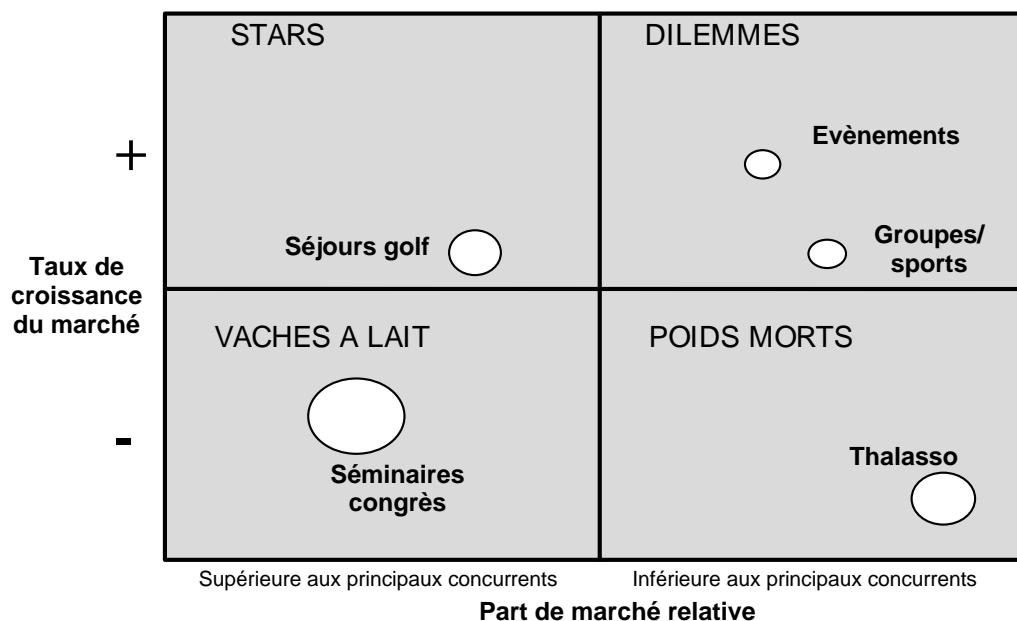 STARS
DILEMMES
+
Evènements
Séjours golf
Groupes/
sports
Taux de
croissance
du marché
VACHES A LAIT
POIDS MORTS
-
Séminaires
congrès
Thalasso
Supérieure aux principaux concurrents
Inférieure aux principaux concurrents
Part de marché relative